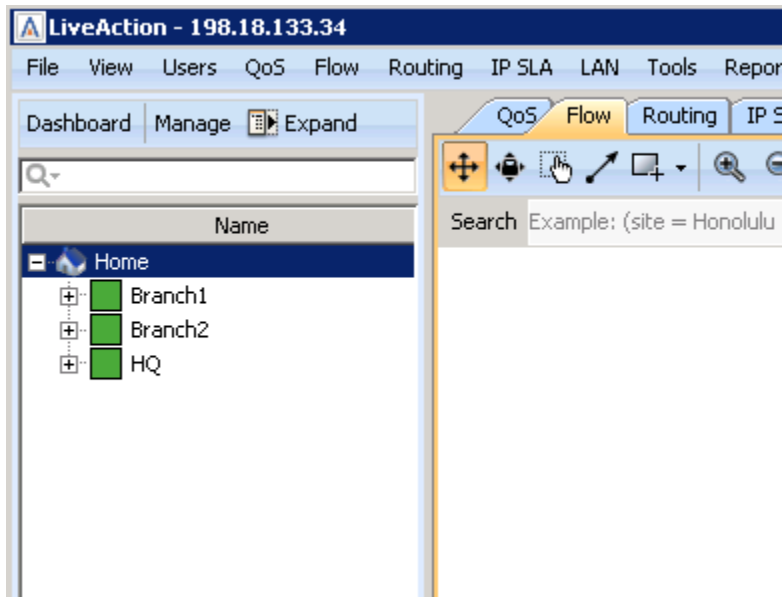 LiveAction - 198.18.133.34
File View Users QoS Flow Routing IP SLA LAN Tools
Dashboard Manage Expand
QoS Flow Routing IP
Search Example: (site = Honolulu
Name
Home
Branch1
Branch2
HQ